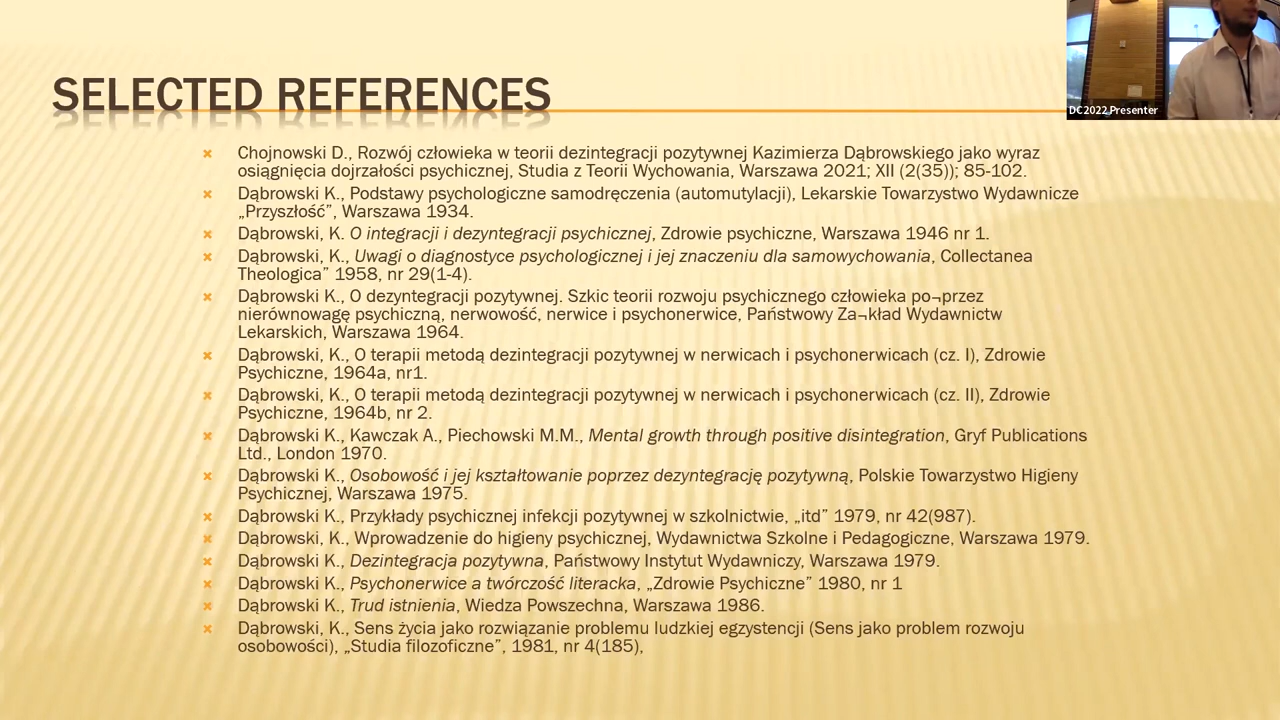 SELECTED REFERENCES
DC2022 Presenter
Chojnowski D., Rozwój człowieka w teorii dezintegracji pozytywnej Kazimierza Dąbrowskiego jako wyraz
osiągnięcia dojrzałości psychicznej, Studia z Teorii Wychowania, Warszawa 2021; XII (2(35)); 85-102.
Dąbrowski K., Podstawy psychologiczne samodręczenia (automutylacji), Lekarskie Towarzystwo Wydawnicze
„Przyszłość”, Warszawa 1934.
Dąbrowski, K. O integracji i dezyntegracji psychicznej, Zdrowie psychiczne, Warszawa 1946 nr 1.
Dąbrowski, K., Uwagi o diagnostyce psychologicznej i jej znaczeniu dla samowychowania, Collectanea
Theologica” 1958, nr 29(1-4).
Dąbrowski K., O dezyntegracji pozytywnej. Szkic teorii rozwoju psychicznego człowieka po¬przez
nierównowagę psychiczną, nerwowość, nerwice i psychonerwice, Państwowy Za¬kład Wydawnictw
Lekarskich, Warszawa 1964.
Dąbrowski, K., O terapii metodą dezintegracji pozytywnej w nerwicach i psychonerwicach (cz. I), Zdrowie
Psychiczne, 1964a, nr1.
Dąbrowski, K., O terapii metodą dezintegracji pozytywnej w nerwicach i psychonerwicach (cz. II), Zdrowie
Psychiczne, 1964b, nr 2.
Dąbrowski K., Kawczak A., Piechowski M.M., Mental growth through positive disintegration, Gryf Publications
Ltd., London 1970.
Dąbrowski K., Osobowość i jej kształtowanie poprzez dezyntegrację pozytywną, Polskie Towarzystwo Higieny
Psychicznej, Warszawa 1975.
Dąbrowski K., Przykłady psychicznej infekcji pozytywnej w szkolnictwie, „itd” 1979, nr 42(987).
Dąbrowski, K., Wprowadzenie do higieny psychicznej, Wydawnictwa Szkolne i Pedagogiczne, Warszawa 1979.
Dąbrowski K., Dezintegracja pozytywna, Państwowy Instytut Wydawniczy, Warszawa 1979.
Dąbrowski K., Psychonerwice a twórczość literacka, „Zdrowie Psychiczne” 1980, nr 1
Dąbrowski K., Trud istnienia, Wiedza Powszechna, Warszawa 1986.
Dąbrowski, K., Sens życia jako rozwiązanie problemu ludzkiej egzystencji (Sens jako problem rozwoju
osobowości), „Studia filozoficzne”, 1981, nr 4(185),